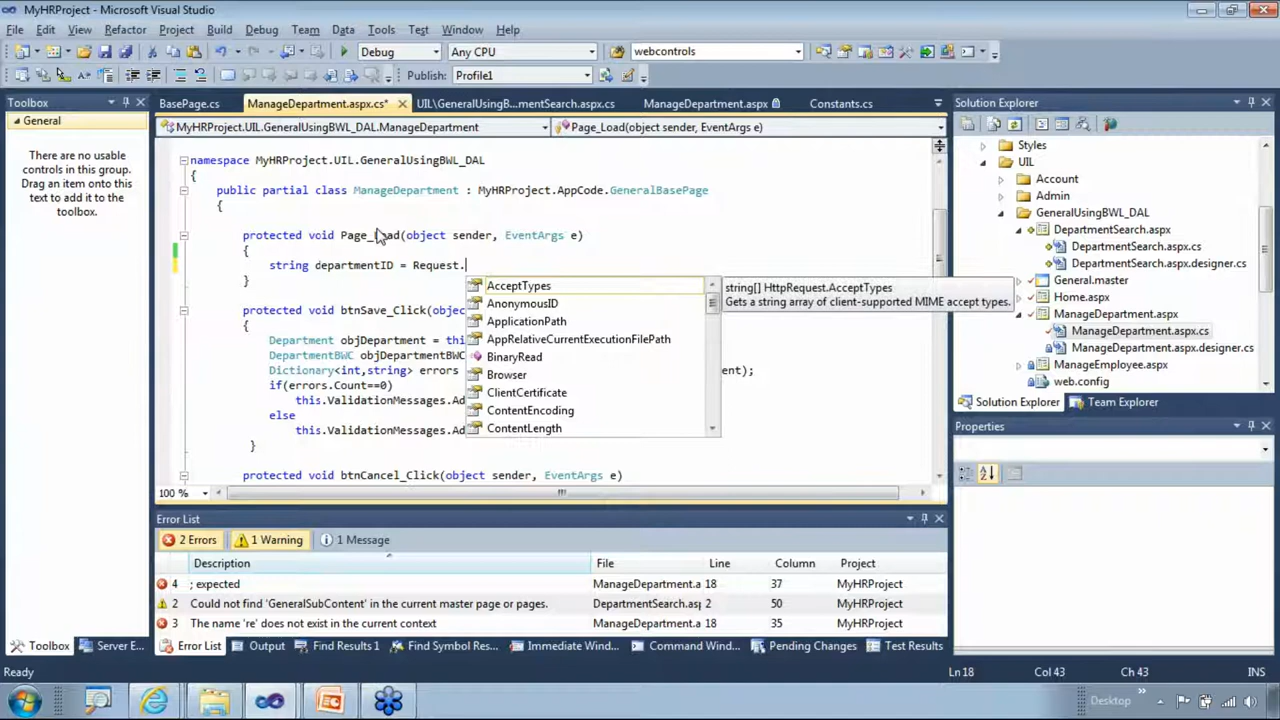 MyHRProject - Microsoft Visual Studio
File Edit View Refactor Project Build Debug Team Data Tools Test Window Help
Debug Any CPU webcontrols
Publish: Profile1
Toolbox
General
There are no usable
controls in this group.
Drag an item onto this
text to add it to the
toolbox.
BasePage.cs ManageDepartment.aspx.cs* UIL\GeneralUsingB...mentSearch.aspx.cs ManageDepartment.aspx Constants.cs
MyHRProject.UIL.GeneralUsingBWL_DAL.ManageDepartment Page_Load(object sender, EventArgs e)
namespace MyHRProject.UIL.GeneralUsingBWL_DAL
{
public partial class ManageDepartment : MyHRProject.AppCode.GeneralBasePage
{
protected void Page_Load(object sender, EventArgs e)
{
string departmentID = Request.
}
protected void btnSave_Click(objec
{
Department objDepartment = this
DepartmentBWC objDepartmentBWC
Dictionary<int,string> errors ent);
if(errors.Count==0)
this.ValidationMessages.Ad
else
this.ValidationMessages.Ad
}
protected void btnCancel_Click(object sender, EventArgs e)
AcceptTypes
AnonymousID
ApplicationPath
AppRelativeCurrentExecutionFilePath
BinaryRead
Browser
ClientCertificate
ContentEncoding
ContentLength
string[] HttpRequest.AcceptTypes
Gets a string array of client-supported MIME accept types.
100 %
Solution Explorer
Styles
UIL
Account
Admin
GeneralUsingBWL_DAL
DepartmentSearch.aspx
DepartmentSearch.aspx.cs
DepartmentSearch.aspx.designer.cs
General.master
Home.aspx
ManageDepartment.aspx
ManageDepartment.aspx.cs
ManageDepartment.aspx.designer.cs
ManageEmployee.aspx
web.config
Solution Explorer Team Explorer
Properties
Error List
2 Errors 1 Warning 1 Message
Description File Line Column Project
4 ; expected ManageDepartment.a 18 37 MyHRProject
2 Could not find 'GeneralSubContent' in the current master page or pages. DepartmentSearch.asp 2 50 MyHRProject
3 The name 're' does not exist in the current context ManageDepartment.a 18 35 MyHRProject
Toolbox Server E... Error List Output Find Results 1 Find Symbol Res... Immediate Wind... Command Wind... Pending Changes Test Results
Ready Ln 18 Col 43 Ch 43 INS
Desktop